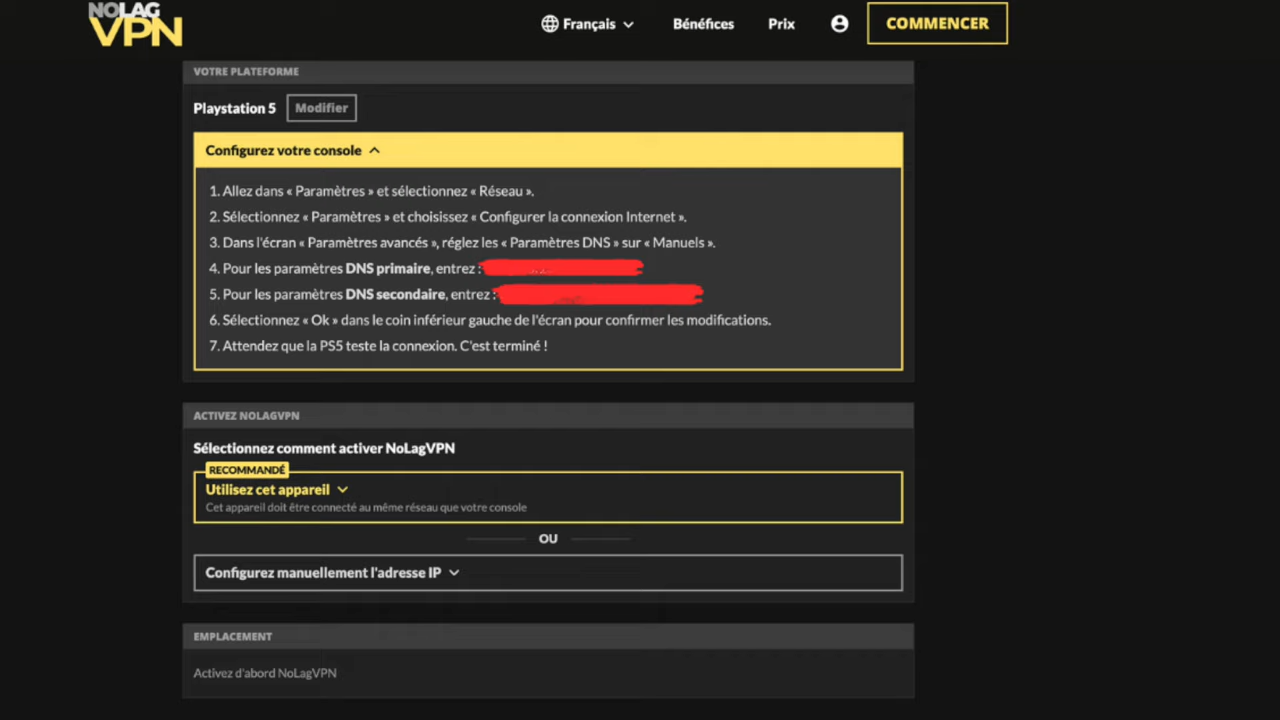 NOLAG
VPN
Français
Bénéfices
Prix
COMMENCER
VOTRE PLATEFORME
Playstation 5
Modifier
Configurez votre console
1. Allez dans « Paramètres » et sélectionnez « Réseau ».
2. Sélectionnez « Paramètres » et choisissez « Configurer la connexion Internet ».
3. Dans l'écran « Paramètres avancés », réglez les « Paramètres DNS » sur « Manuels ».
4. Pour les paramètres DNS primaire, entrez :
5. Pour les paramètres DNS secondaire, entrez :
6. Sélectionnez « Ok » dans le coin inférieur gauche de l'écran pour confirmer les modifications.
7. Attendez que la PS5 teste la connexion. C'est terminé !
ACTIVEZ NOLAGVPN
Sélectionnez comment activer NoLagVPN
RECOMMANDÉ
Utilisez cet appareil
Cet appareil doit être connecté au même réseau que votre console
OU
Configurez manuellement l'adresse IP
EMPLACEMENT
Activez d'abord NoLagVPN